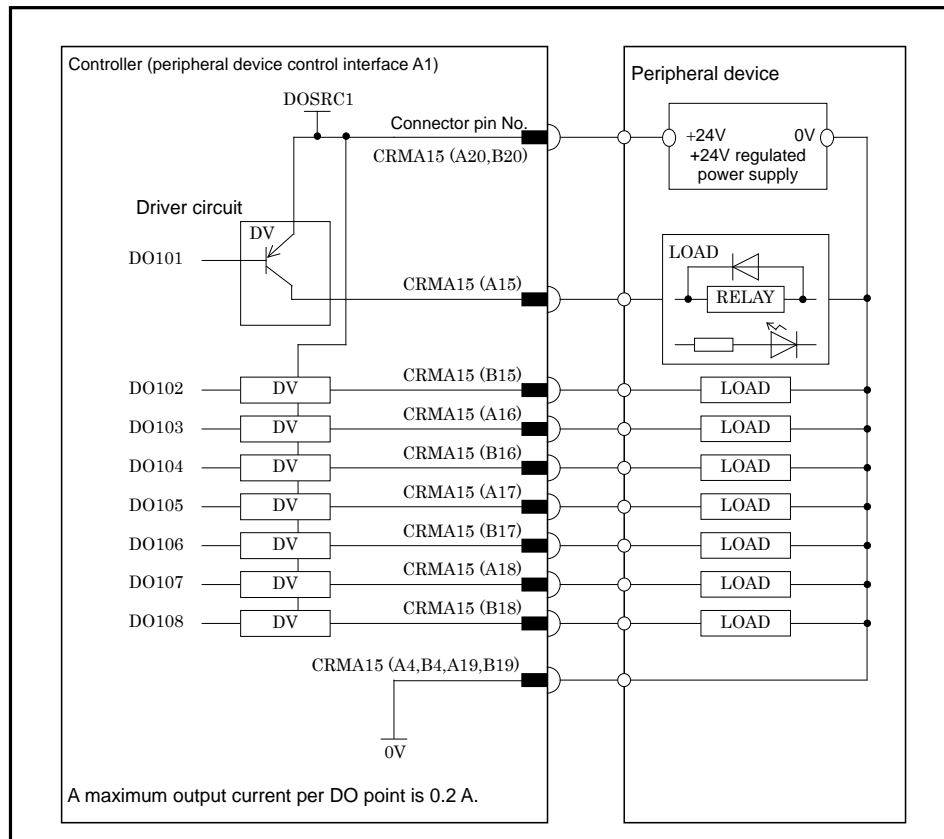 Controller (peripheral device control interface A1)
Peripheral device
DOSRC1
Connector pin No.
CRMA15 (A20,B20)
+24V 0V
+24V regulated
power supply
Driver circuit
DV
DO101
CRMA15 (A15)
LOAD
RELAY
DO102 DV CRMA15 (B15) LOAD
DO103 DV CRMA15 (A16) LOAD
DO104 DV CRMA15 (B16) LOAD
DO105 DV CRMA15 (A17) LOAD
DO106 DV CRMA15 (B17) LOAD
DO107 DV CRMA15 (A18) LOAD
DO108 DV CRMA15 (B18) LOAD
CRMA15 (A4,B4,A19,B19)
0V
A maximum output current per DO point is 0.2 A.